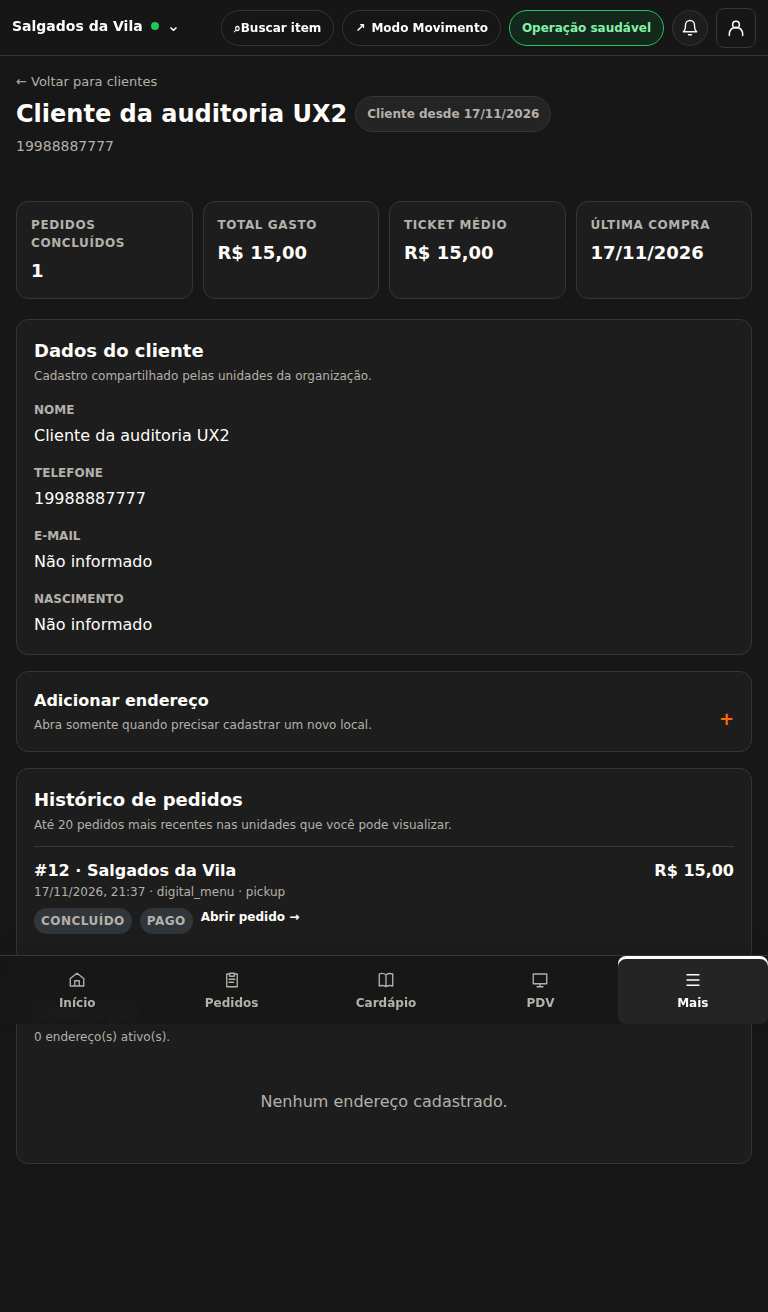 Salgados da Vila
Buscar item
↗ Modo Movimento
Operação saudável
← Voltar para clientes
Cliente da auditoria UX2
Cliente desde 17/11/2026
19988887777
PEDIDOS CONCLUÍDOS
1
TOTAL GASTO
R$ 15,00
TICKET MÉDIO
R$ 15,00
ÚLTIMA COMPRA
17/11/2026
Dados do cliente
Cadastro compartilhado pelas unidades da organização.
NOME
Cliente da auditoria UX2
TELEFONE
19988887777
E-MAIL
Não informado
NASCIMENTO
Não informado
Adicionar endereço
Abra somente quando precisar cadastrar um novo local.
+
Histórico de pedidos
Até 20 pedidos mais recentes nas unidades que você pode visualizar.
#12 · Salgados da Vila
R$ 15,00
17/11/2026, 21:37 · digital_menu · pickup
CONCLUÍDO
PAGO
Abrir pedido →
Início
Pedidos
Cardápio
PDV
Mais
0 endereço(s) ativo(s).
Nenhum endereço cadastrado.